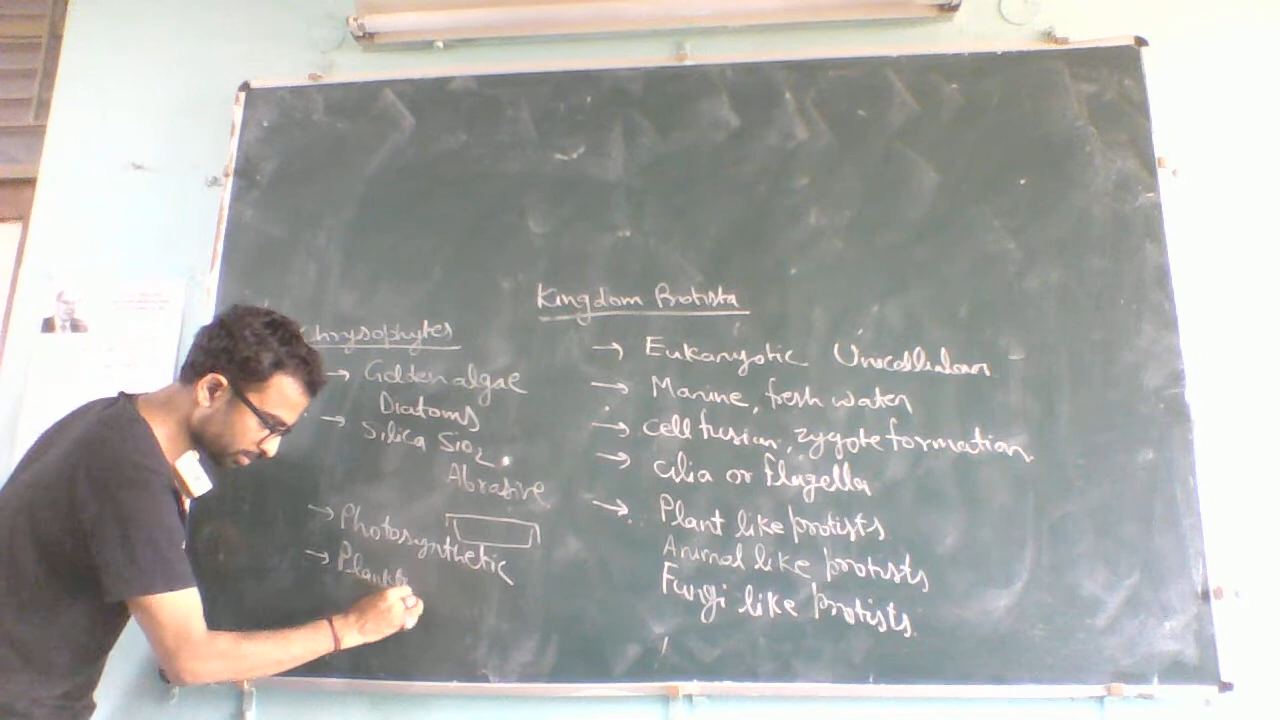 Kingdom Protista
Chrysophytes
→ Golden algae
Diatoms
→ Silica SiO2
Abrasive
→ Photosynthetic
→ Plankt
→ Eukaryotic Unicellular
→ Marine, fresh water
→ cell fusion, zygote formation
→ cilia or flagella
→ Plant like protists
Animal like protists
Fungi like protists